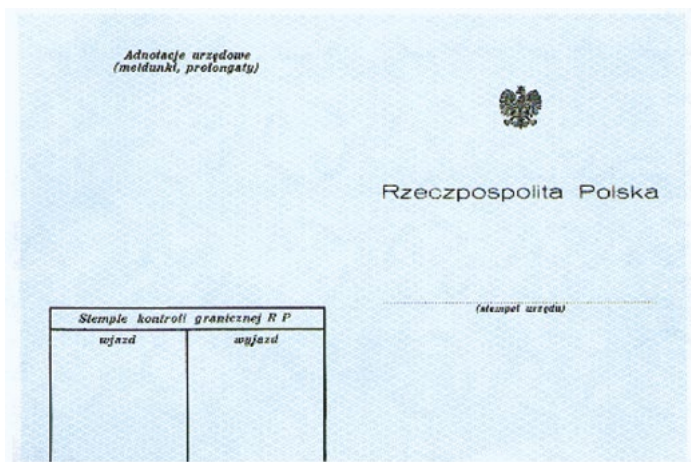 Adnotacje urzędowe
(meldunki, prolongaty)
Rzeczpospolita Polska
(stempel urzędu)
Stemple kontroli granicznej R P
wjazd wyjazd